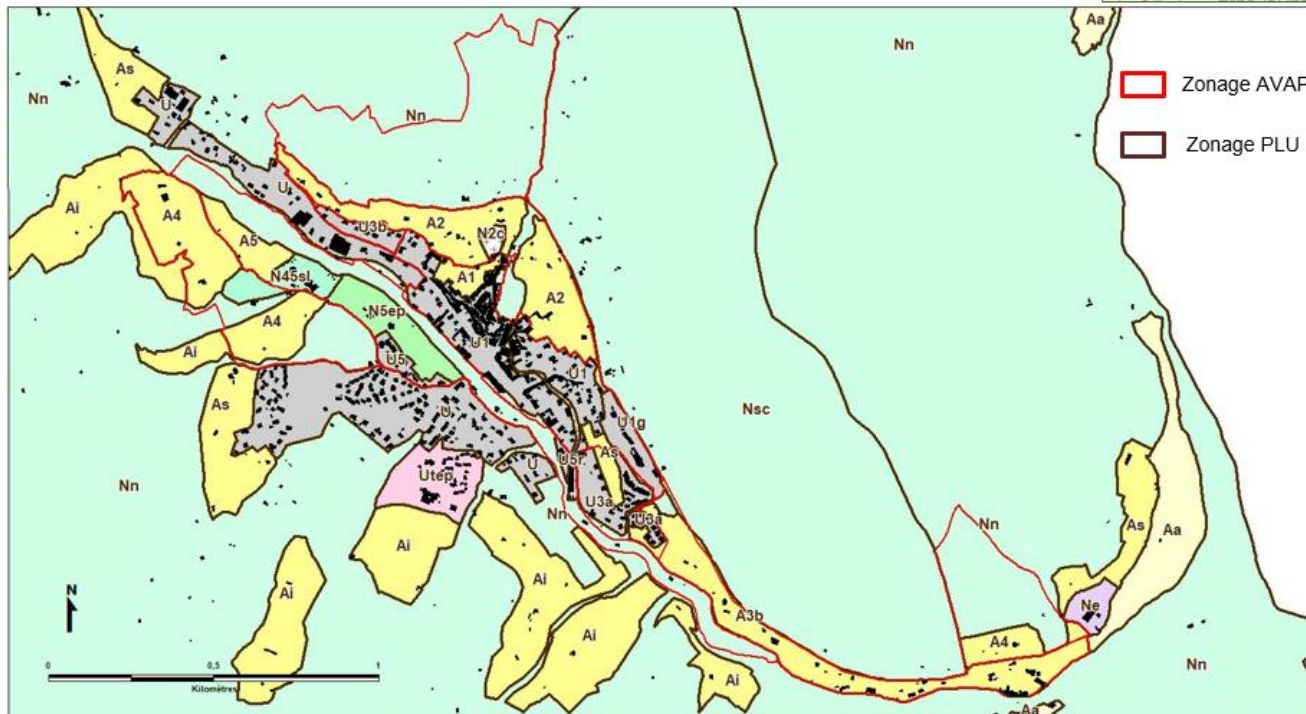 Aa
Nn
As
Nn
U
Nn
Zonage AVAP
Zonage PLU
U
Ai
A4
A5
U3b
A2
N2c
A1
A2
N45sl
N5ep
A4
Ai
U5
U1
U1
As
U
U1g
Nsc
As
Utep
U
U5r
U3a
U3a
Nn
Nn
Nn
As
Aa
Ai
Ai
Ai
Ai
A3b
Ne
A4
Nn
Ai
Aa
N
0
0,5
1
Kilomètres